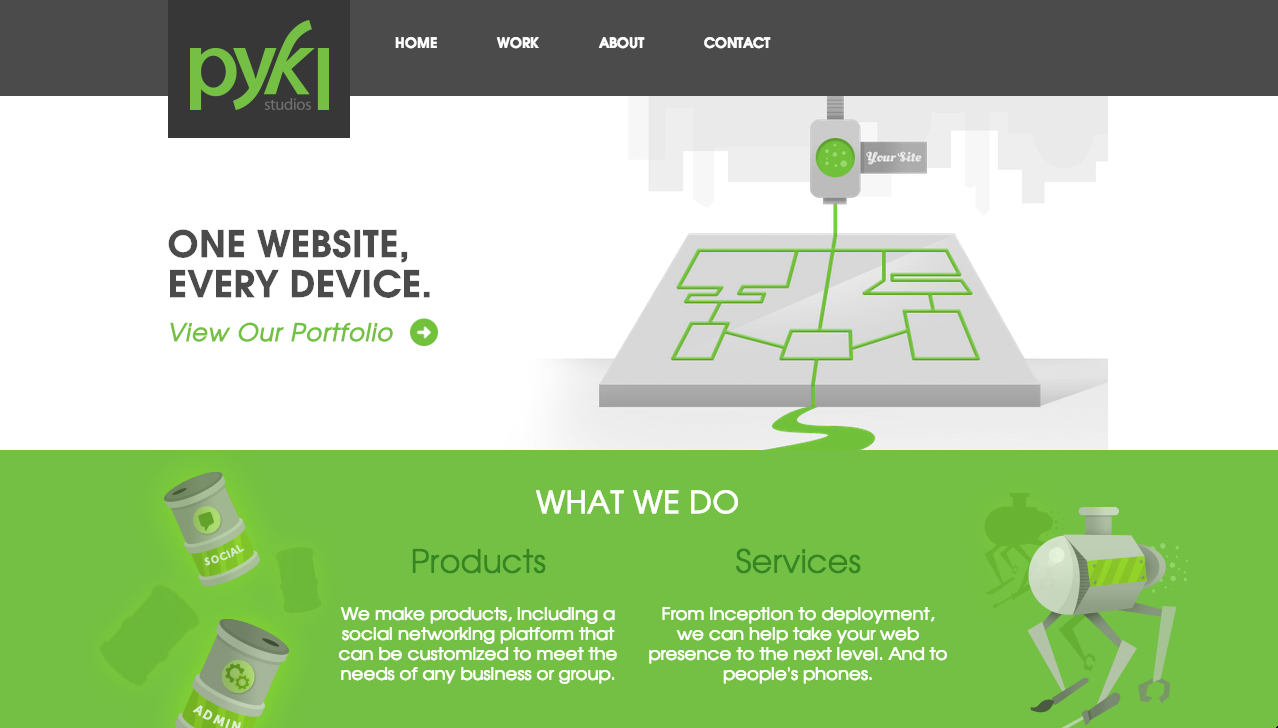 pyki
studios
HOME WORK ABOUT CONTACT
Your Site
ONE WEBSITE,
EVERY DEVICE.
View Our Portfolio
WHAT WE DO
SOCIAL
ADMIN
Products
We make products, including a
social networking platform that
can be customized to meet the
needs of any business or group.
Services
From inception to deployment,
we can help take your web
presence to the next level. And to
people's phones.